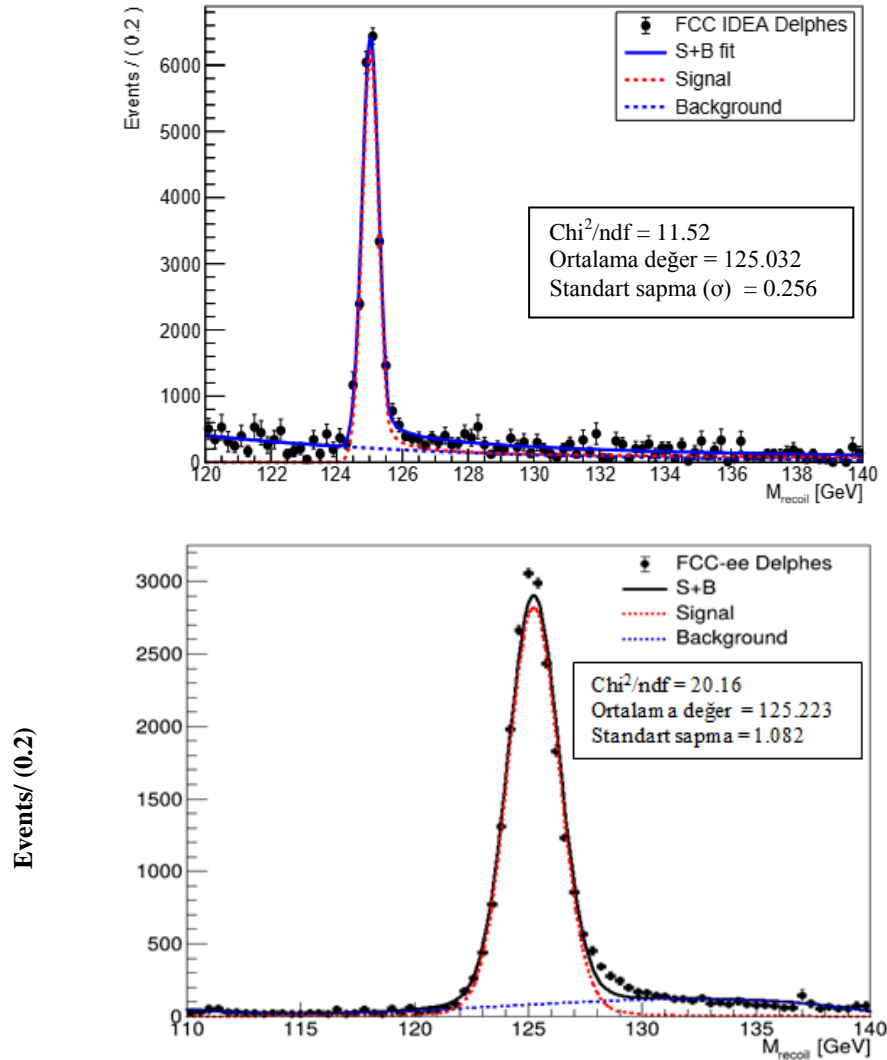 FCC IDEA Delphes
S+B fit
Signal
Background
Events / ( 0.2 )
6000
5000
4000
3000
2000
1000
0
Chi²/ndf = 11.52
Ortalama değer = 125.032
Standart sapma (σ) = 0.256
120 122 124 126 128 130 132 134 136 138 140
M_recoil [GeV]
FCC-ee Delphes
S+B
Signal
Background
Events/ (0.2)
3000
2500
2000
1500
1000
500
0
Chi²/ndf = 20.16
Ortalama değer = 125.223
Standart sapma = 1.082
110 115 120 125 130 135 140
M_recoil [GeV]